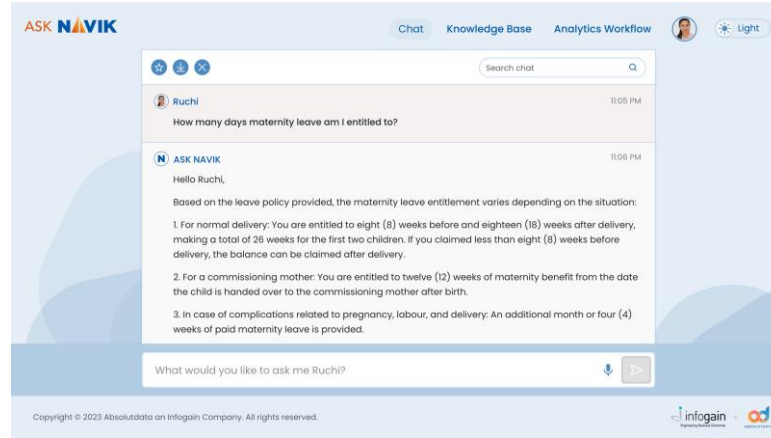 ASK NAVIK
Chat Knowledge Base Analytics Workflow Light
Search chat
Ruchi 11:05 PM
How many days maternity leave am I entitled to?
N ASK NAVIK 11:06 PM
Hello Ruchi,
Based on the leave policy provided, the maternity leave entitlement varies depending on the situation:
1. For normal delivery: You are entitled to eight (8) weeks before and eighteen (18) weeks after delivery,
making a total of 26 weeks for the first two children. If you claimed less than eight (8) weeks before
delivery, the balance can be claimed after delivery.
2. For a commissioning mother: You are entitled to twelve (12) weeks of maternity benefit from the date
the child is handed over to the commissioning mother after birth.
3. In case of complications related to pregnancy, labour, and delivery: An additional month or four (4)
weeks of paid maternity leave is provided.
What would you like to ask me Ruchi?
Copyright © 2023 Absolutdata an Infogain Company. All rights reserved.
infogain + ad